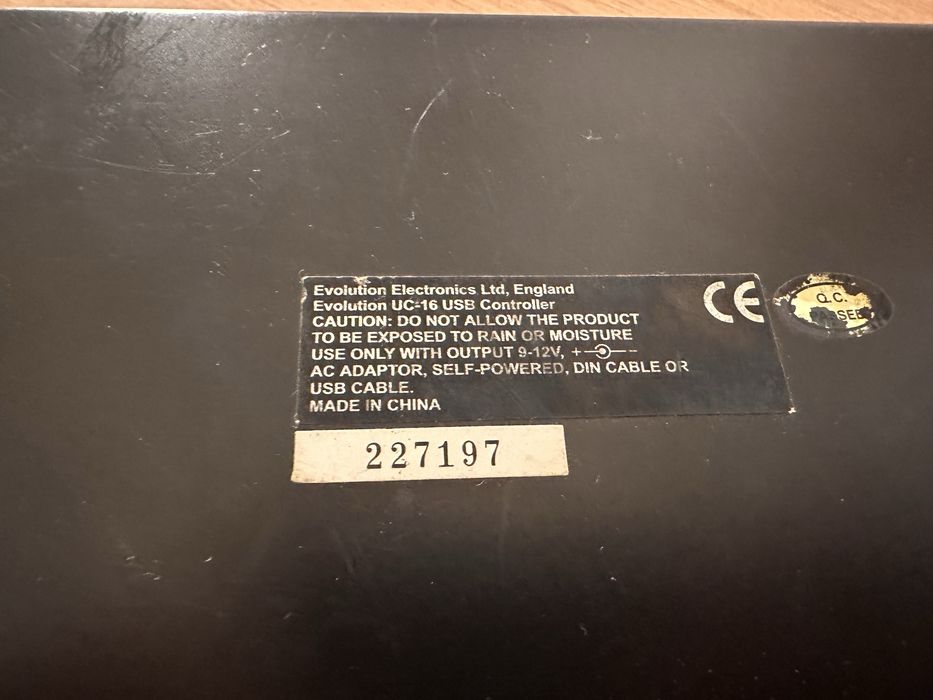 Evolution Electronics Ltd, England
Evolution UC-16 USB Controller
CAUTION: DO NOT ALLOW THE PRODUCT
TO BE EXPOSED TO RAIN OR MOISTURE
USE ONLY WITH OUTPUT 9-12V, + -
AC ADAPTOR, SELF-POWERED, DIN CABLE OR
USB CABLE.
MADE IN CHINA
CE
Q.C.
PASSED
227197